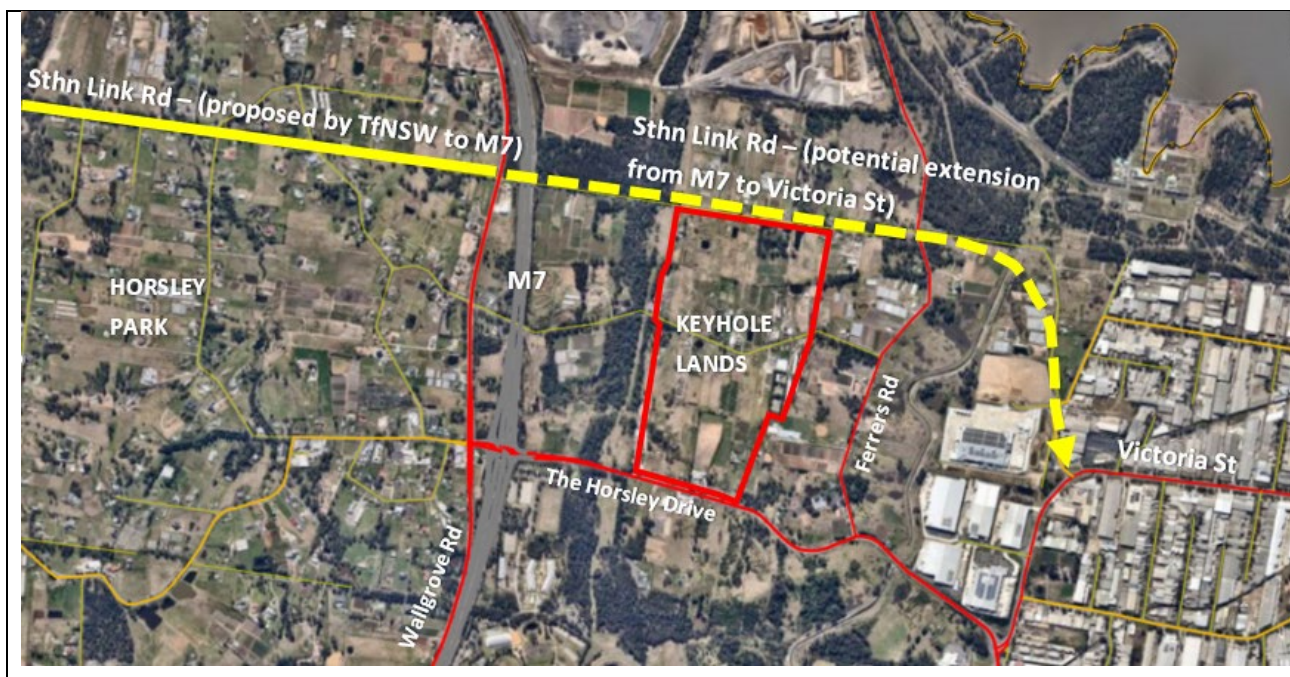 Sthn Link Rd – (proposed by TfNSW to M7)
Sthn Link Rd – (potential extension
from M7 to Victoria St)
M7
HORSLEY
PARK
KEYHOLE
LANDS
Ferrers Rd
Victoria St
The Horsley Drive
Wallgrove Rd